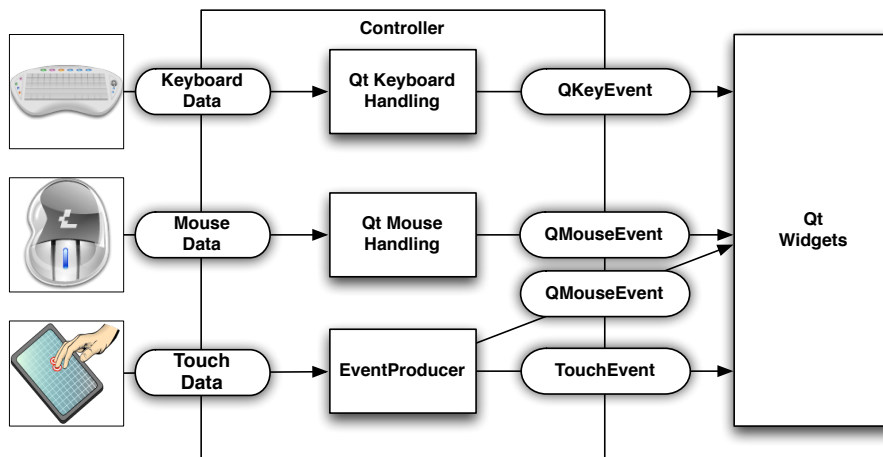 Controller
Keyboard
Data
Qt Keyboard
Handling
QKeyEvent
Mouse
Data
Qt Mouse
Handling
QMouseEvent
Qt
Widgets
QMouseEvent
Touch
Data
EventProducer
TouchEvent